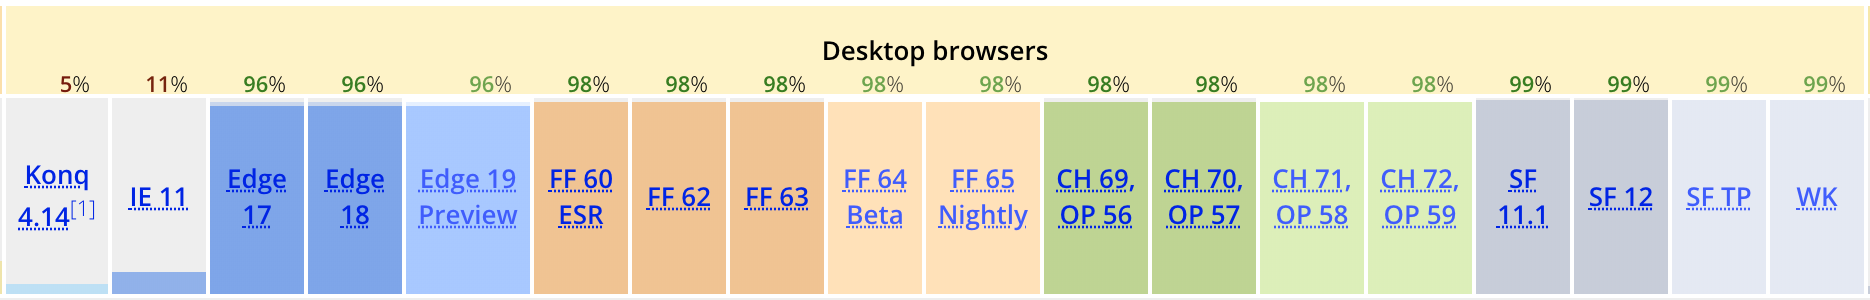 Desktop browsers
5% 11% 96% 96% 96% 98% 98% 98% 98% 98% 98% 98% 98% 98% 99% 99% 99% 99%
Konq
4.14[1]
IE 11
Edge
17
Edge
18
Edge 19
Preview
FF 60
ESR
FF 62
FF 63
FF 64
Beta
FF 65
Nightly
CH 69,
OP 56
CH 70,
OP 57
CH 71,
OP 58
CH 72,
OP 59
SF
11.1
SF 12
SF TP
WK